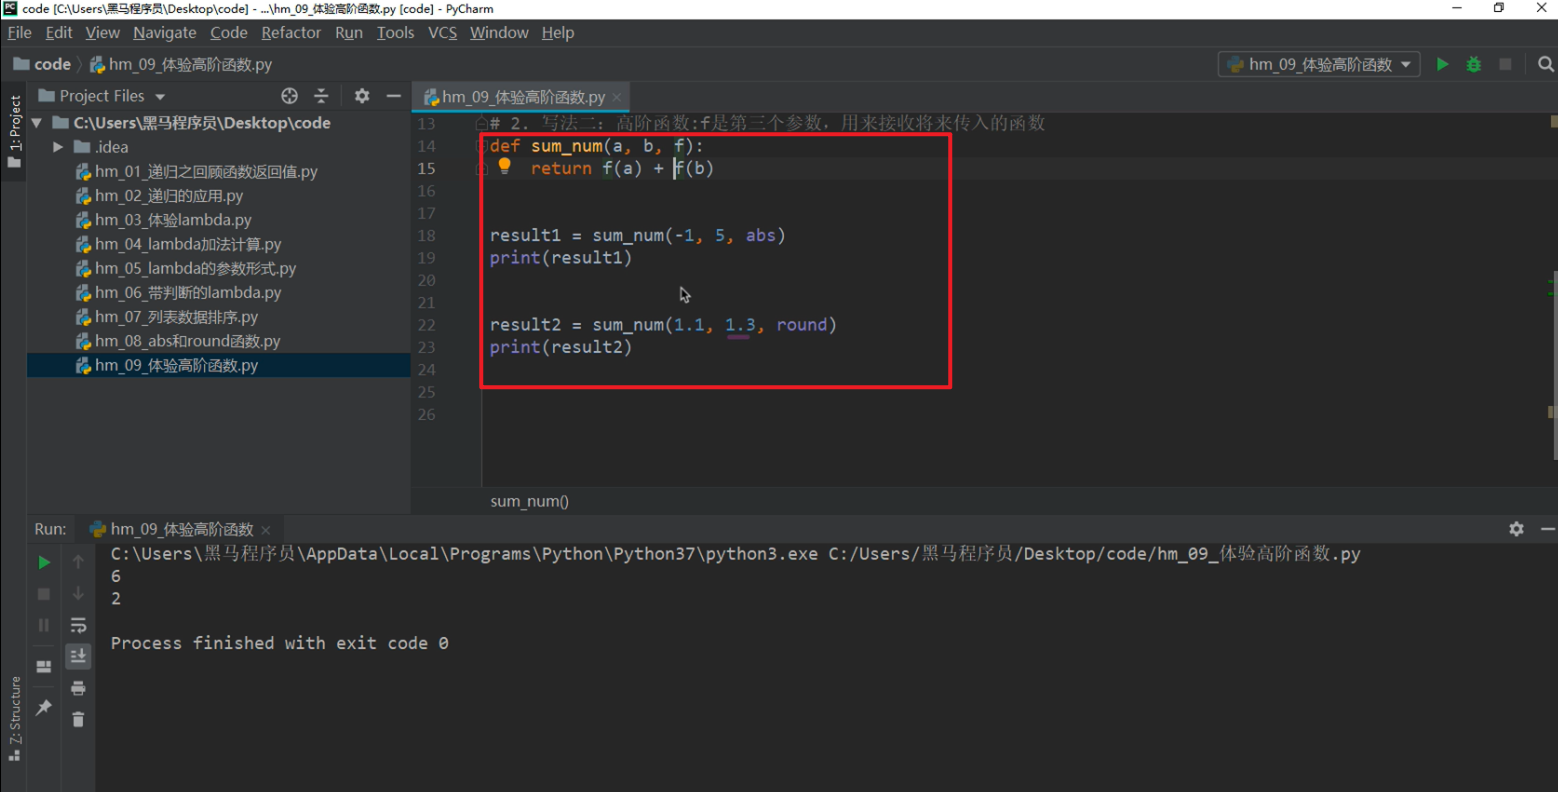 code [C:\Users\黑马程序员\Desktop\code] - ...\hm_09_体验高阶函数.py [code] - PyCharm
File Edit View Navigate Code Refactor Run Tools VCS Window Help
code hm_09_体验高阶函数.py
hm_09_体验高阶函数
1: Project
Project Files
C:\Users\黑马程序员\Desktop\code
.idea
hm_01_递归之回顾函数返回值.py
hm_02_递归的应用.py
hm_03_体验lambda.py
hm_04_lambda加法计算.py
hm_05_lambda的参数形式.py
hm_06_带判断的lambda.py
hm_07_列表数据排序.py
hm_08_abs和round函数.py
hm_09_体验高阶函数.py
hm_09_体验高阶函数.py
13 # 2. 写法二：高阶函数:f是第三个参数，用来接收将来传入的函数
14 def sum_num(a, b, f):
15 return f(a) + f(b)
16
17
18 result1 = sum_num(-1, 5, abs)
19 print(result1)
20
21
22 result2 = sum_num(1.1, 1.3, round)
23 print(result2)
24
25
26
sum_num()
Run: hm_09_体验高阶函数
C:\Users\黑马程序员\AppData\Local\Programs\Python\Python37\python3.exe C:/Users/黑马程序员/Desktop/code/hm_09_体验高阶函数.py
6
2
Process finished with exit code 0
Z: Structure